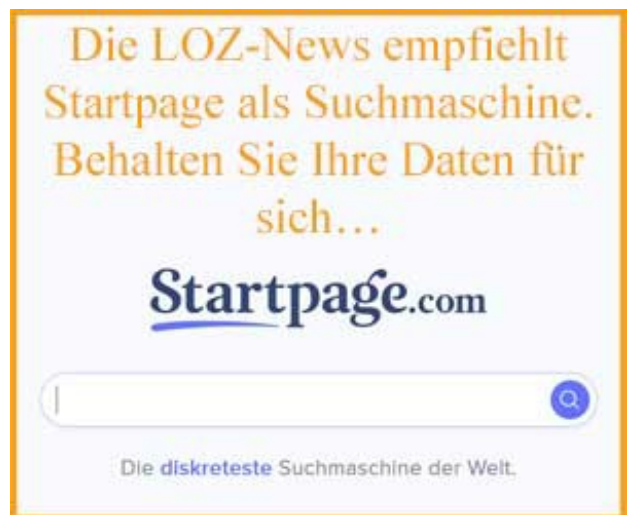 Die LOZ-News empfiehlt
Startpage als Suchmaschine.
Behalten Sie Ihre Daten für
sich…
Startpage.com
Die diskreteste Suchmaschine der Welt.